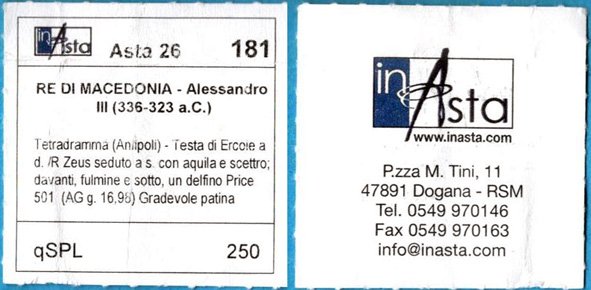 inAsta Asta 26 181
RE DI MACEDONIA - Alessandro
III (336-323 a.C.)
Tetradramma (Anfipoli) - Testa di Ercole a
d. /R Zeus seduto a s. con aquila e scettro;
davanti, fulmine e sotto, un delfino Price
501 (AG g. 16,98) Gradevole patina
qSPL 250
inAsta
www.inasta.com
P.zza M. Tini, 11
47891 Dogana - RSM
Tel. 0549 970146
Fax 0549 970163
info@inasta.com